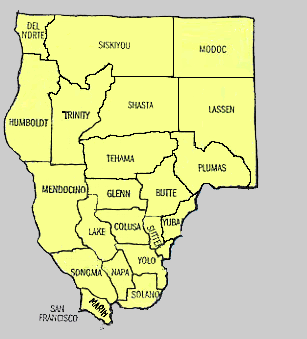 DEL
NORTE
SISKIYOU
MODOC
HUMBOLDT
TRINITY
SHASTA
LASSEN
TEHAMA
PLUMAS
MENDOCINO
GLENN
BUTTE
LAKE
COLUSA
SUTTER
YUBA
SONOMA
NAPA
YOLO
SOLANO
MARIN
SAN
FRANCISCO